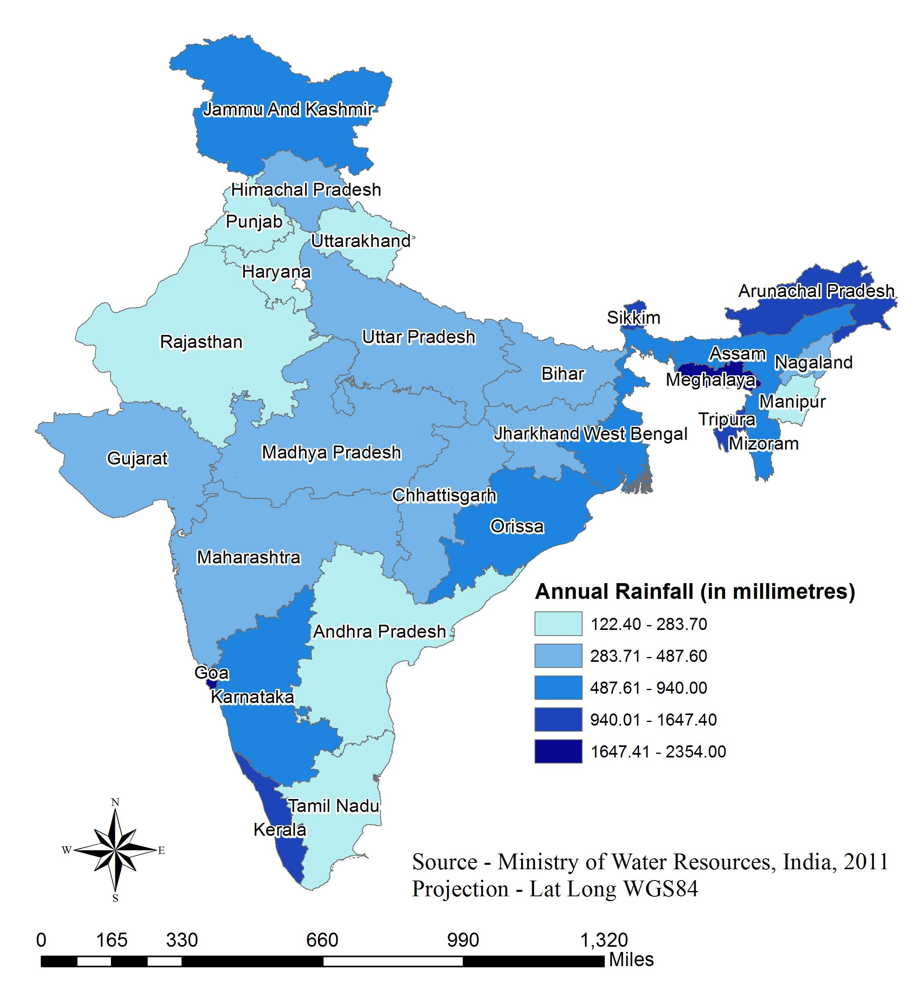 Jammu And Kashmir
Himachal Pradesh
Punjab
Uttarakhand
Haryana
Arunachal Pradesh
Sikkim
Rajasthan
Uttar Pradesh
Assam
Nagaland
Bihar
Meghalaya
Manipur
Tripura
Jharkhand
West Bengal
Mizoram
Gujarat
Madhya Pradesh
Chhattisgarh
Orissa
Maharashtra
Annual Rainfall (in millimetres)
122.40 - 283.70
283.71 - 487.60
487.61 - 940.00
940.01 - 1647.40
1647.41 - 2354.00
Andhra Pradesh
Goa
Karnataka
Tamil Nadu
Kerala
N
W
E
S
Source - Ministry of Water Resources, India, 2011
Projection - Lat Long WGS84
0 165 330 660 990 1,320
Miles